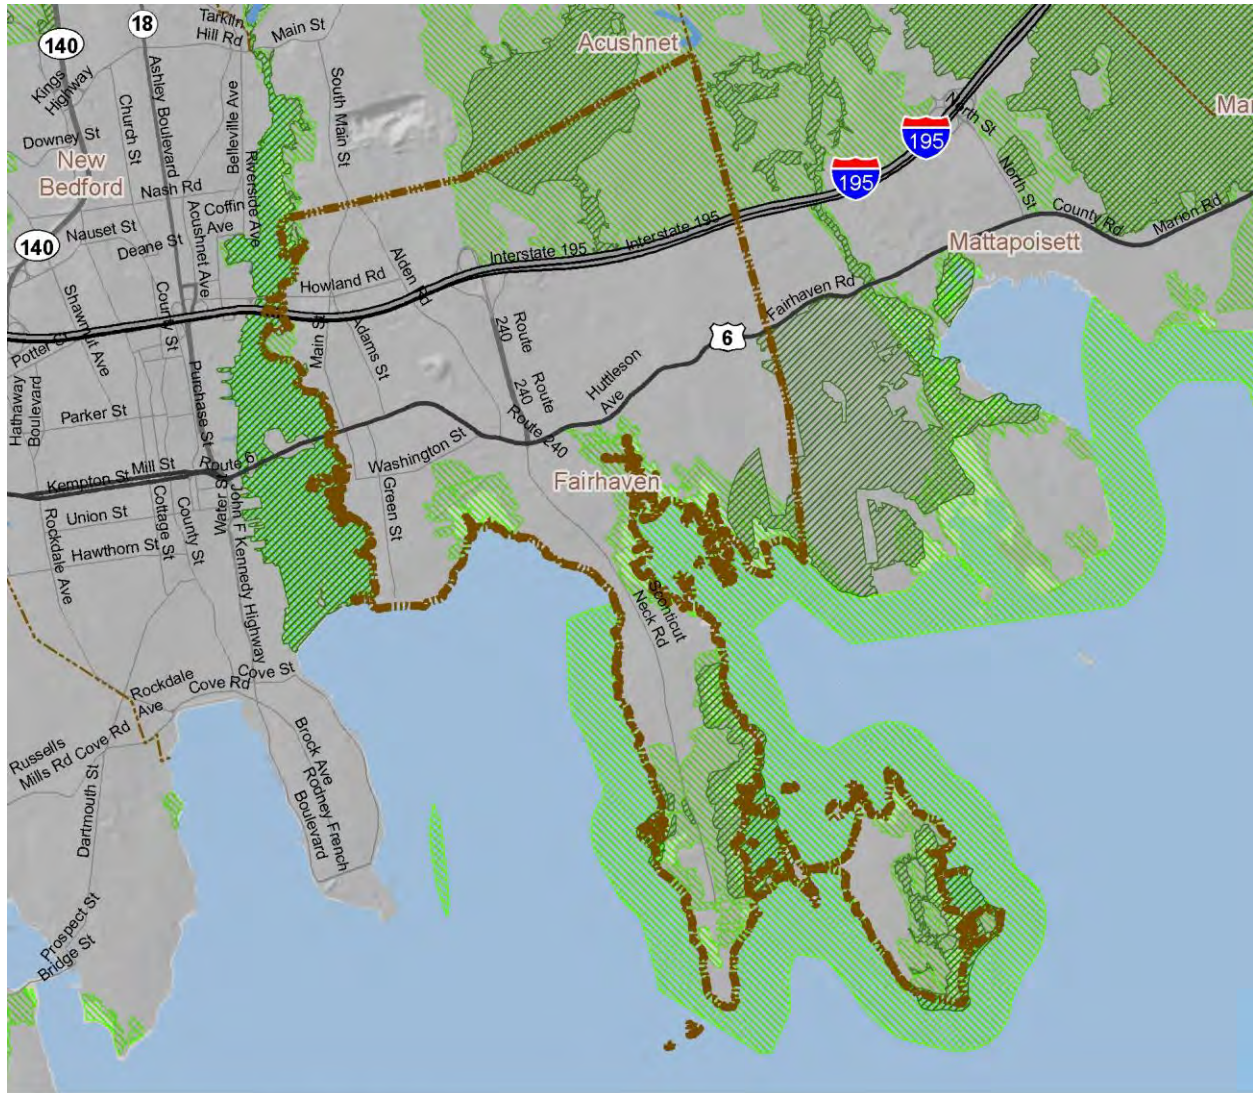 Tarkiln
Hill Rd
Main St
18
140
Acushnet
Kings
Highway
Ashley Boulevard
Church St
Belleville Ave
South Main St
North St
195
Downey St
New
Bedford
Riverside Ave
195
North St
Nash Rd
Coffin
Ave
Nauset St
Deane St
Acushnet Ave
140
County Rd
Marion Rd
Mattapoisett
Interstate 195
Interstate 195
Alden Rd
Howland Rd
Shawmut Ave
County St
Fairhaven Rd
Main St
Adams St
Route
240
6
Potter St
Huttleson
Ave
Route
240
Hathaway
Boulevard
Parker St
Purchase St
Route 240
Washington St
Mill St
Route 6
Kempton St
Fairhaven
Water St
Green St
Union St
Cottage St
County St
John F Kennedy Highway
Rockdale Ave
Hawthorn St
Sconticut
Neck Rd
Cove St
Rockdale
Ave
Cove Rd
Russells
Mills Rd
Cove Rd
Brock Ave
Rodney French
Boulevard
Dartmouth St
Prospect St
Bridge St